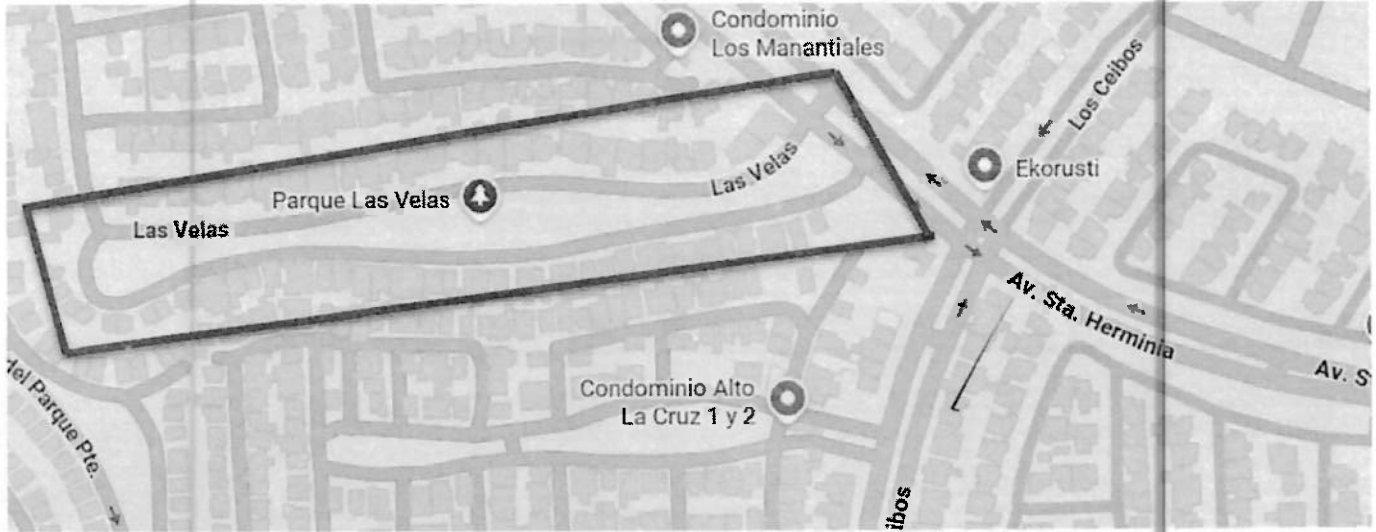 Condominio
Los Manantiales
Los Ceibos
Ekorusti
Las Velas
Parque Las Velas
Las Velas
Av. Sta. Herminia
Av. S
Condominio Alto
La Cruz 1 y 2
del Parque Pte.
ibos